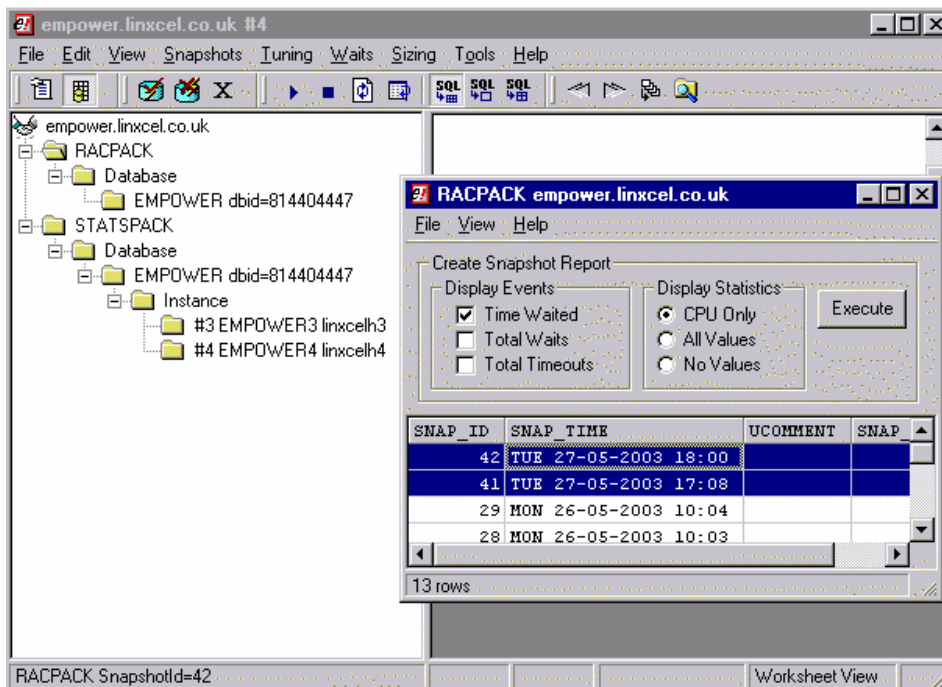 empower.linxcel.co.uk #4
File Edit View Snapshots Tuning Waits Sizing Tools Help
X SQL SQL SQL
empower.linxcel.co.uk
RACPACK
Database
EMPOWER dbid=814404447
STATSPACK
Database
EMPOWER dbid=814404447
Instance
#3 EMPOWER3 linxcelh3
#4 EMPOWER4 linxcelh4
RACPACK empower.linxcel.co.uk
File View Help
Create Snapshot Report
Display Events
Time Waited
Total Waits
Total Timeouts
Display Statistics
CPU Only
All Values
No Values
Execute
SNAP_ID SNAP_TIME UCOMMENT SNAP_
42 TUE 27-05-2003 18:00
41 TUE 27-05-2003 17:08
29 MON 26-05-2003 10:04
28 MON 26-05-2003 10:03
13 rows
RACPACK SnapshotId=42 Worksheet View